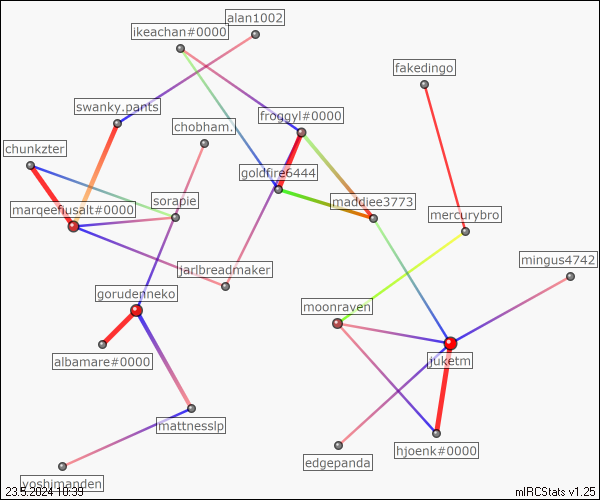 alan1002
ikeachan#0000
fakedingo
swanky.pants
froggyl#0000
chobham.
chunkzter
goldfire6444
sorapie
maddiee3773
marqeefiusalt#0000
mercurybro
mingus4742
jarlbreadmaker
gorudenneko
moonraven
albamare#0000
juketm
mattnesslp
hjoenk#0000
edgepanda
yoshimanden
23.5.2024 10:39
mIRCStats v1.25